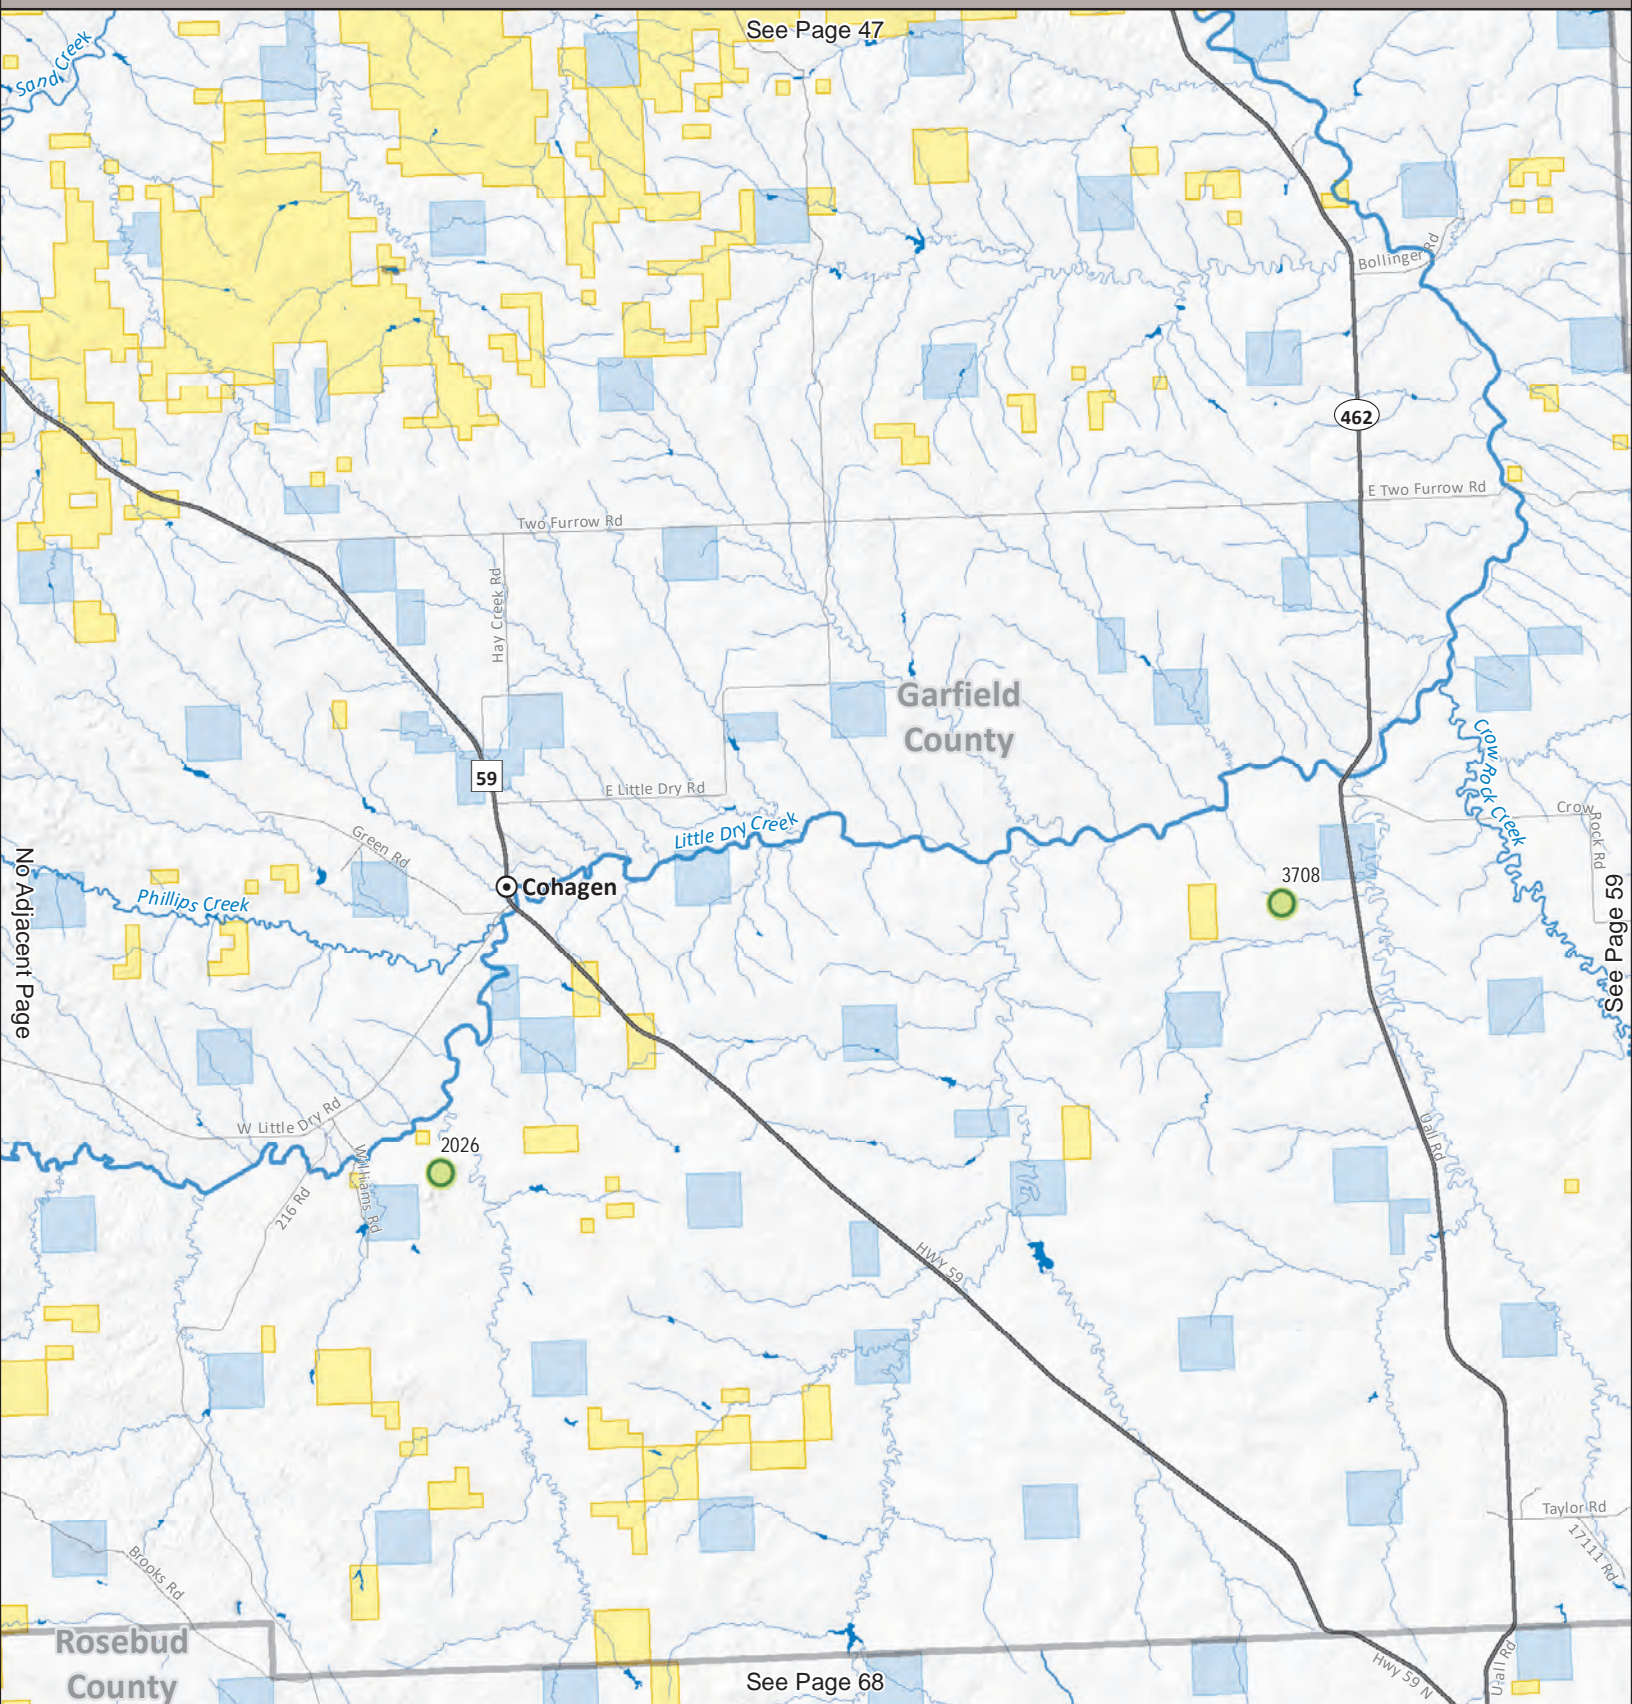 See Page 47
Sand Creek
Bollinger Rd
462
E Two Furrow Rd
Two Furrow Rd
Hay Creek Rd
Garfield
County
59
E Little Dry Rd
Little Dry Creek
Crow Rock Creek
Crow
Rock Rd
Green Rd
Cohagen
Phillips Creek
No Adjacent Page
3708
See Page 59
W Little Dry Rd
2026
Williams Rd
216 Rd
HWY 59
Uall Rd
Taylor Rd
17111 Rd
Brooks Rd
Rosebud
County
See Page 68
Hwy 59 N
Uall Rd